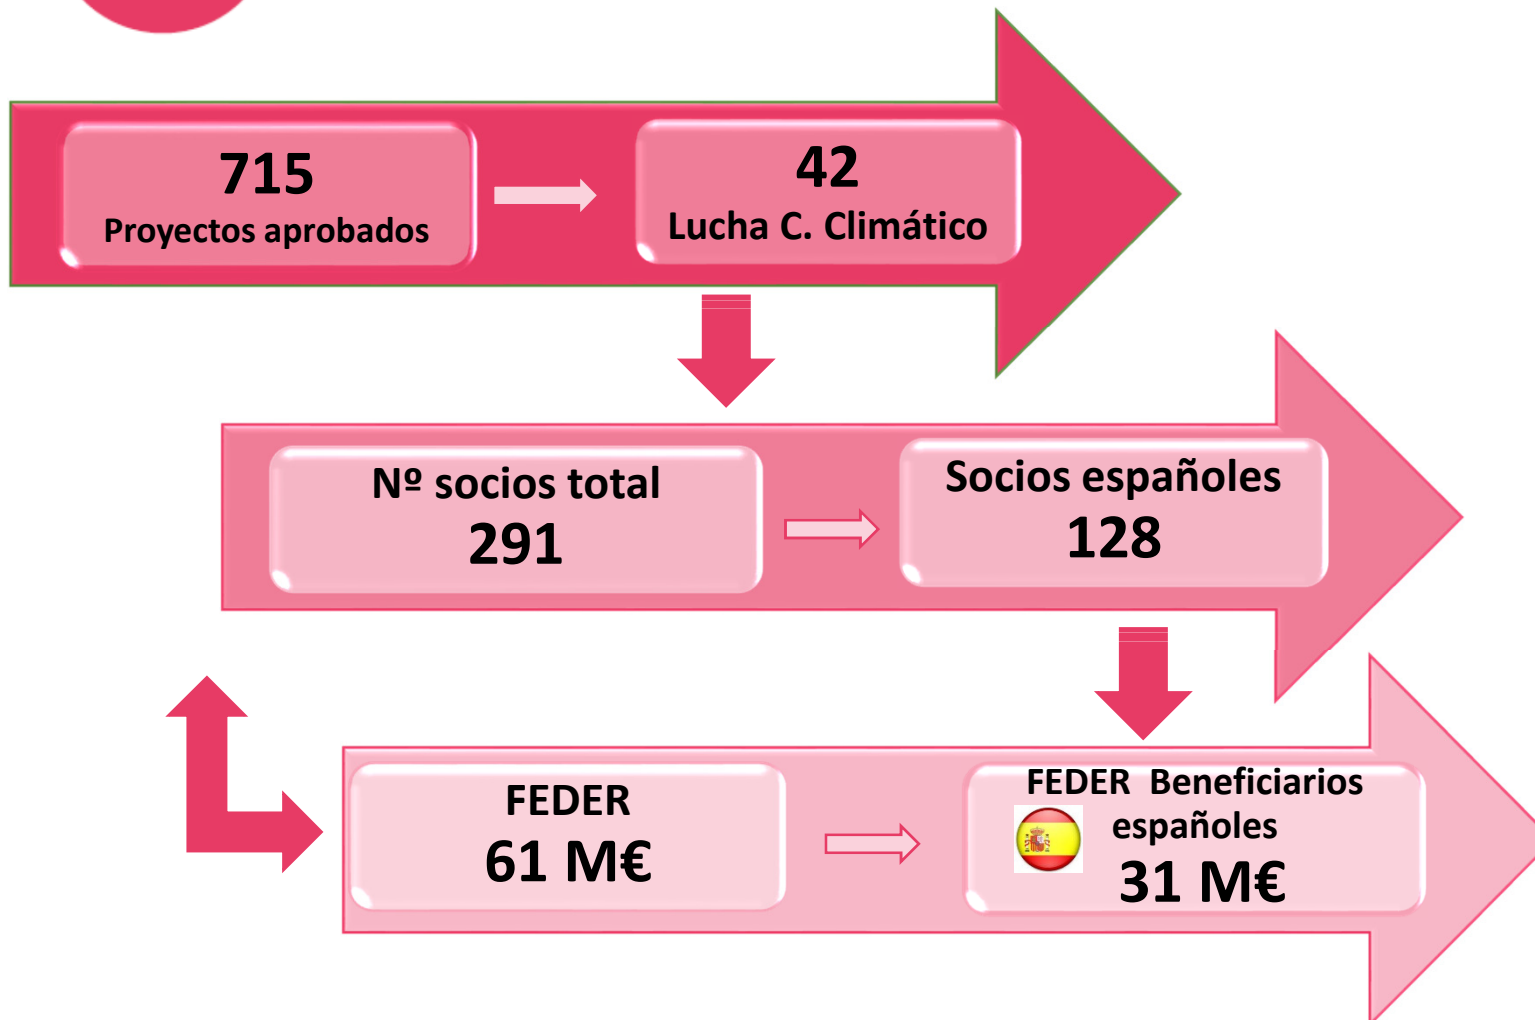 715
Proyectos aprobados
42
Lucha C. Climático
Nº socios total
291
Socios españoles
128
FEDER
61 M€
FEDER Beneficiarios
españoles
31 M€